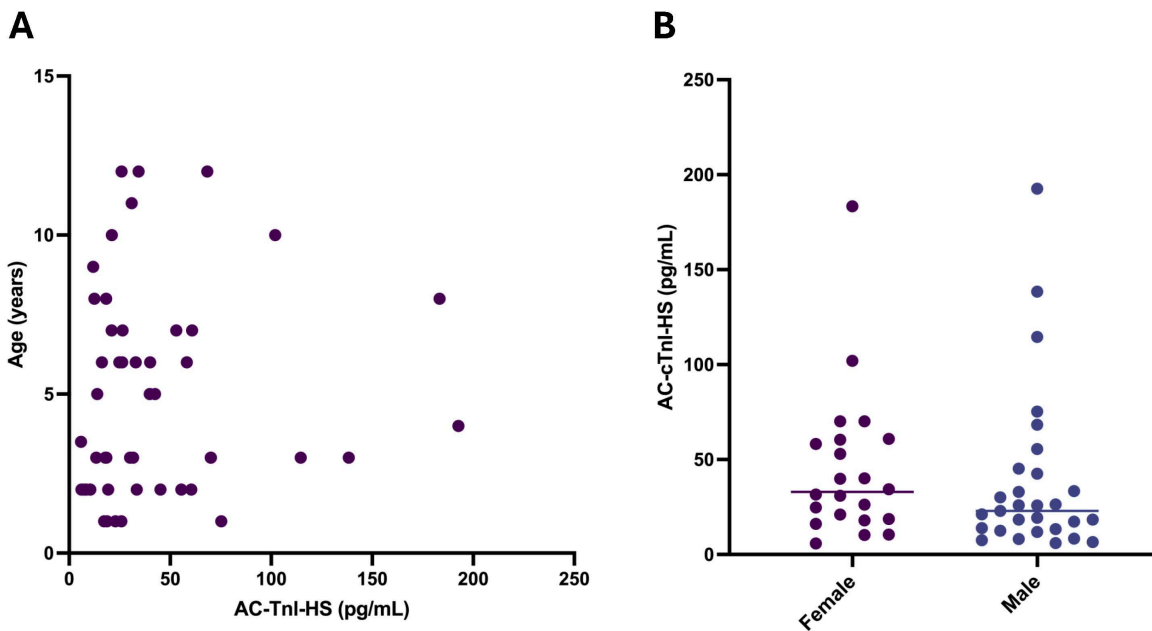 A
15
10
5
0
Age (years)
0 50 100 150 200 250
AC-TnI-HS (pg/mL)
B
250
200
150
100
50
0
AC-cTnI-HS (pg/mL)
Female
Male